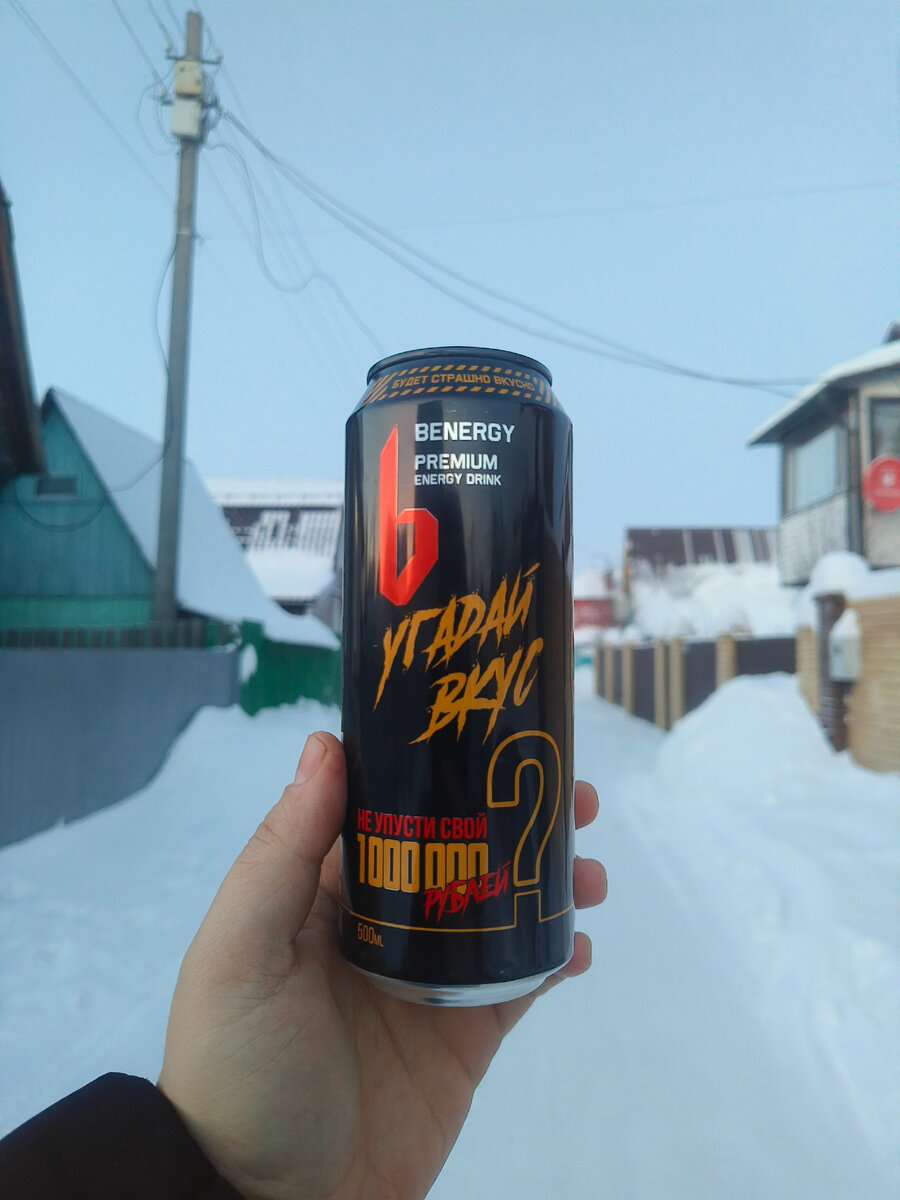 БУДЕТ СТРАШНО ВКУСНО
BENERGY
PREMIUM
ENERGY DRINK
УГАДАЙ
ВКУС
?
НЕ УПУСТИ СВОЙ
1 000 000
РУБЛЕЙ
500ML